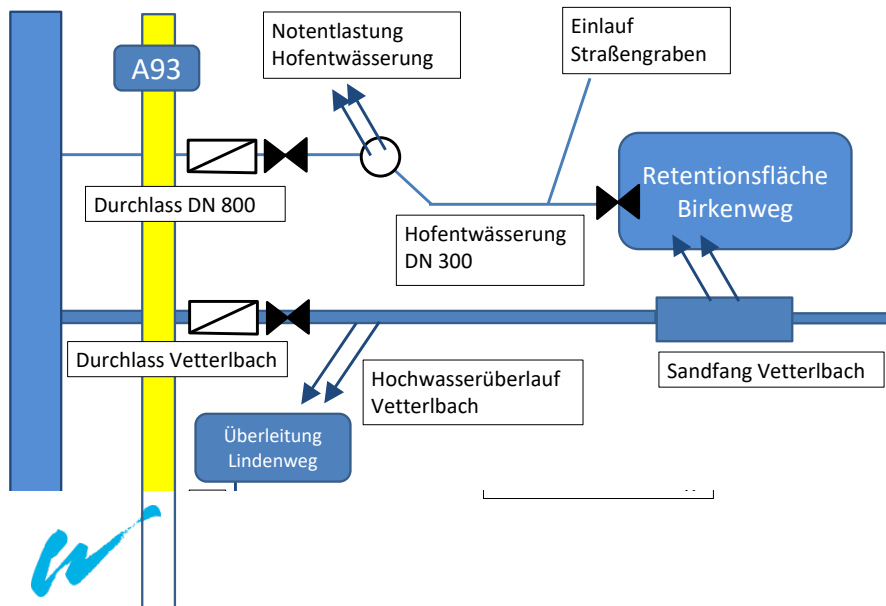 Notentlastung
Hofentwässerung
Einlauf
Straßengraben
A93
Retentionsfläche
Birkenweg
Durchlass DN 800
Hofentwässerung
DN 300
Durchlass Vetterlbach
Hochwasserüberlauf
Vetterlbach
Sandfang Vetterlbach
Überleitung
Lindenweg